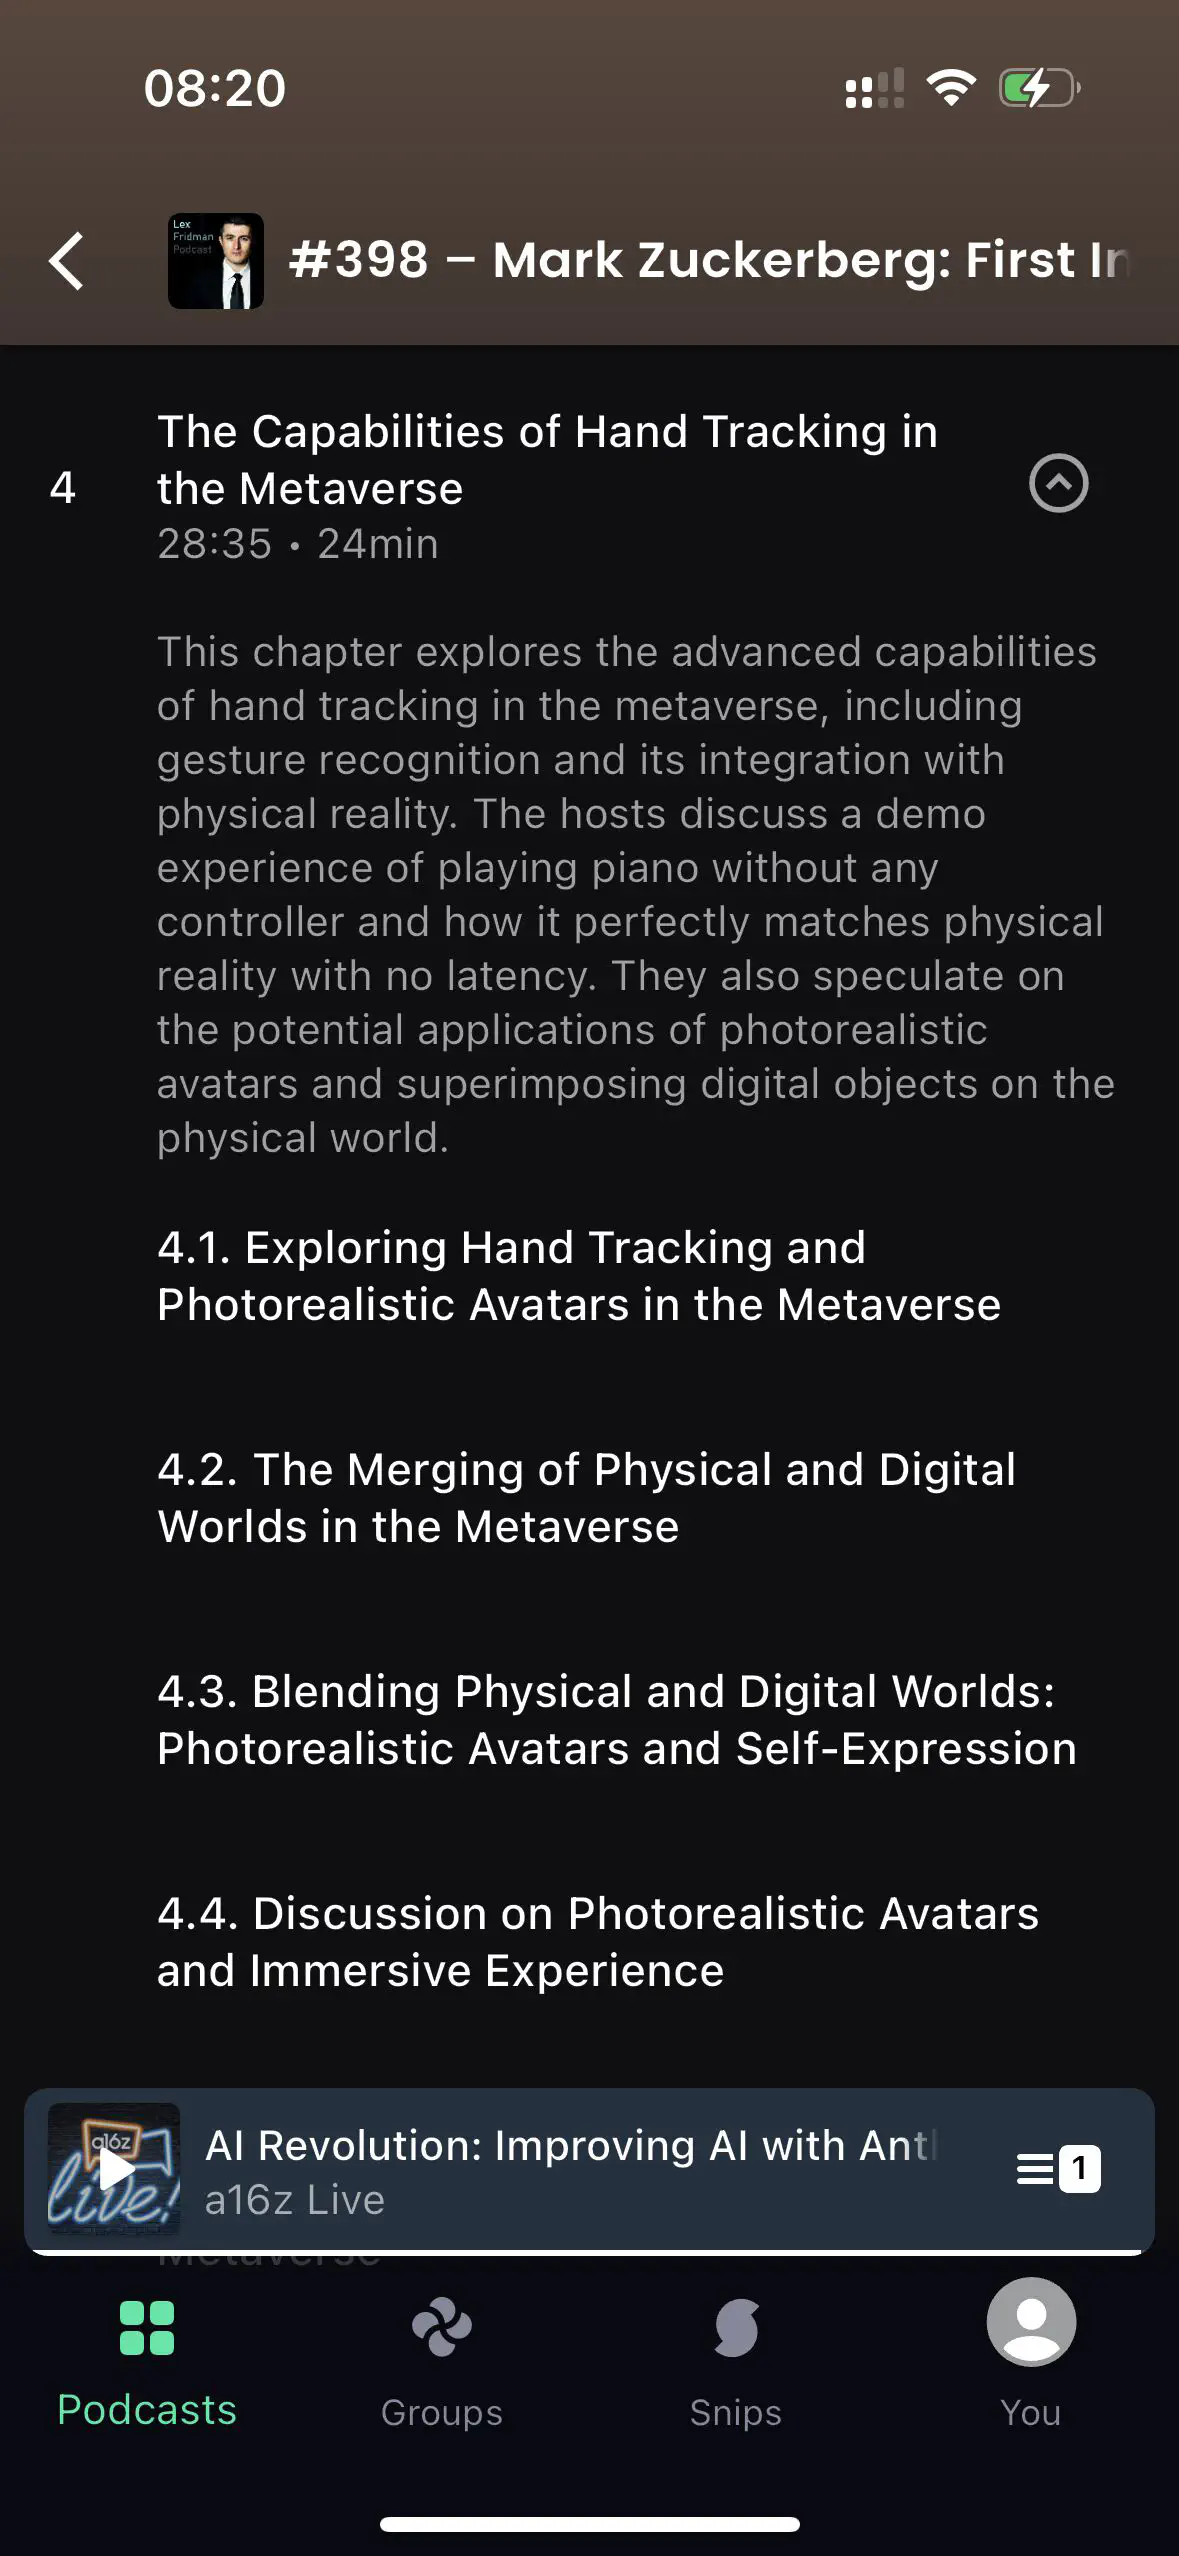 08:20
Lex
Fridman
Podcast
#398 – Mark Zuckerberg: First In
4
The Capabilities of Hand Tracking in
the Metaverse
28:35 • 24min
This chapter explores the advanced capabilities
of hand tracking in the metaverse, including
gesture recognition and its integration with
physical reality. The hosts discuss a demo
experience of playing piano without any
controller and how it perfectly matches physical
reality with no latency. They also speculate on
the potential applications of photorealistic
avatars and superimposing digital objects on the
physical world.
4.1. Exploring Hand Tracking and
Photorealistic Avatars in the Metaverse
4.2. The Merging of Physical and Digital
Worlds in the Metaverse
4.3. Blending Physical and Digital Worlds:
Photorealistic Avatars and Self-Expression
4.4. Discussion on Photorealistic Avatars
and Immersive Experience
a16z
live!
AI Revolution: Improving AI with Ant
a16z Live
1
Metaverse
Podcasts
Groups
Snips
You